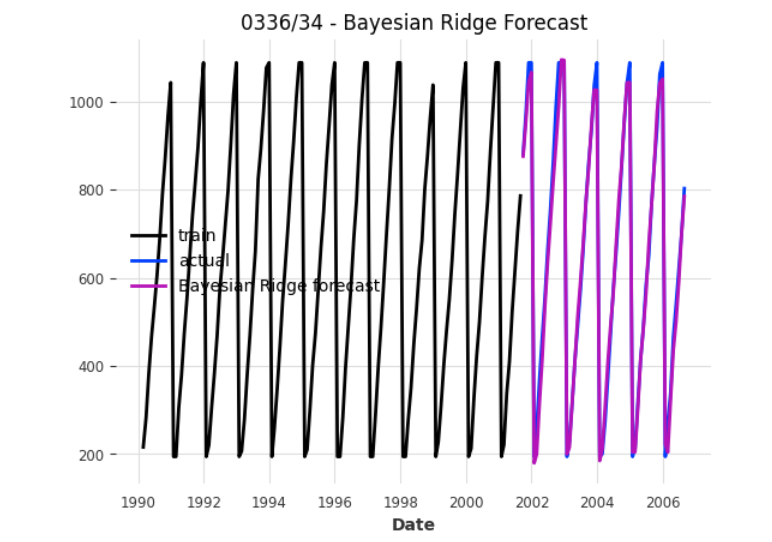 0336/34 - Bayesian Ridge Forecast
1000
800
600
400
200
train
actual
Bayesian Ridge forecast
1990 1992 1994 1996 1998 2000 2002 2004 2006
Date